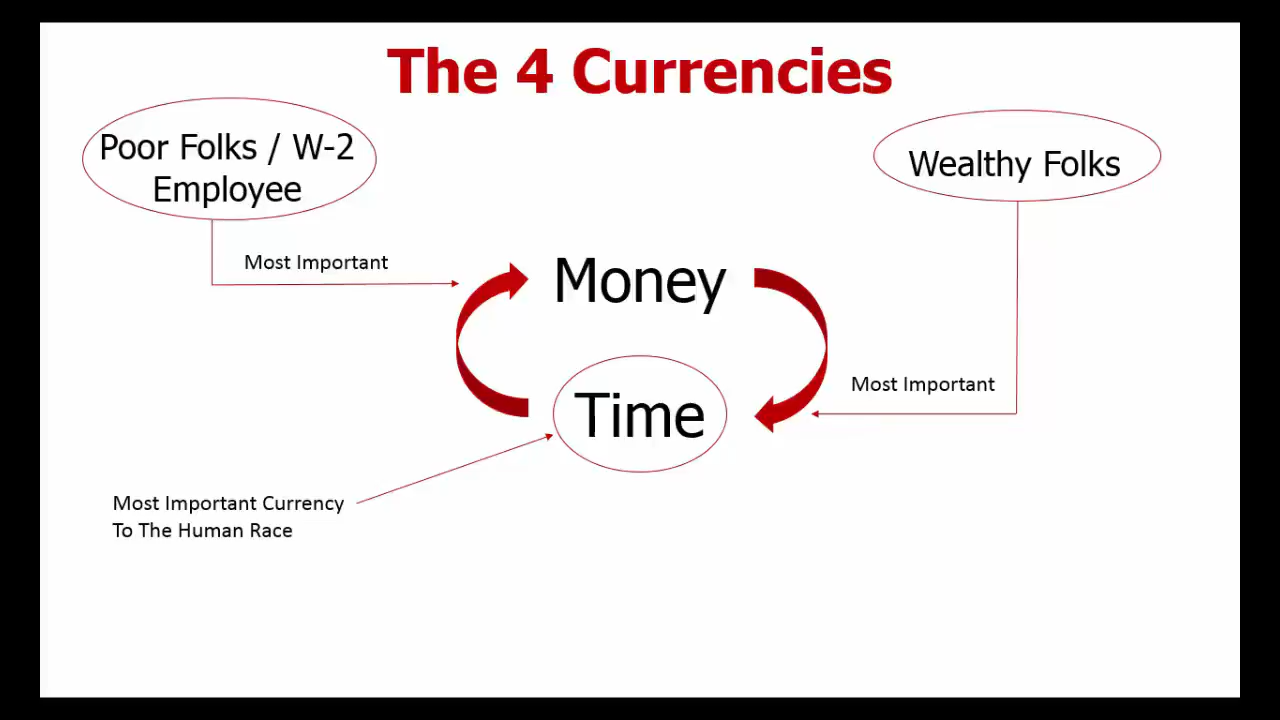 The 4 Currencies
Poor Folks / W-2
Employee
Wealthy Folks
Most Important
Money
Most Important
Time
Most Important Currency
To The Human Race